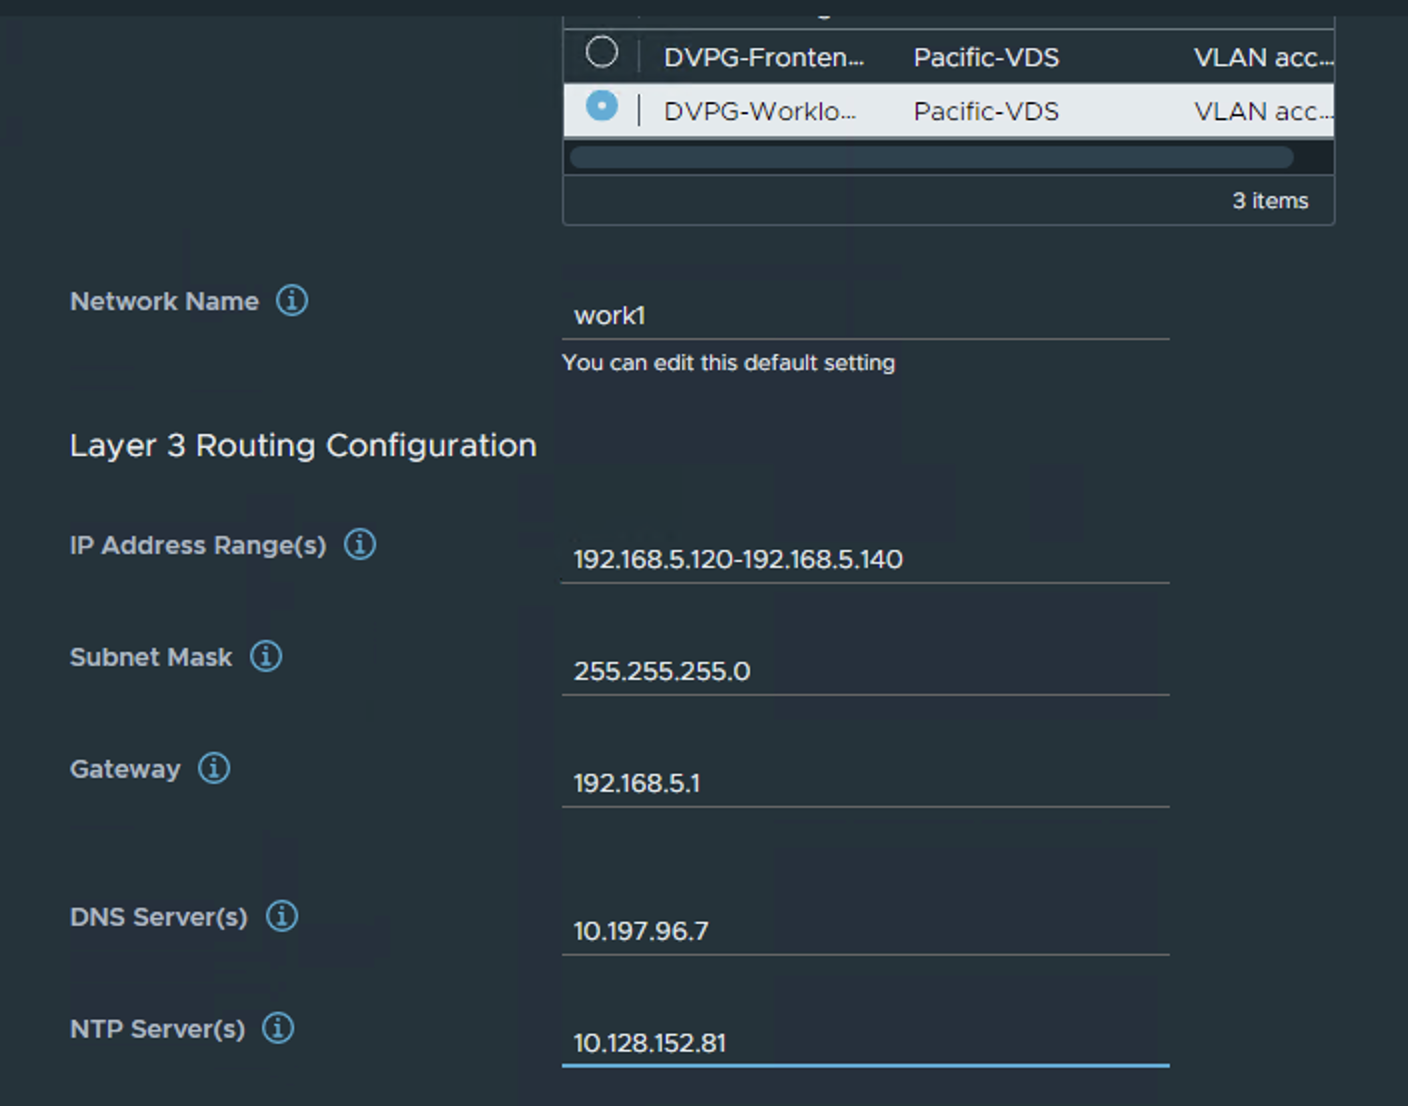 DVPG-Fronten... Pacific-VDS VLAN acc...
DVPG-Worklo... Pacific-VDS VLAN acc...
3 items
Network Name
work1
You can edit this default setting
Layer 3 Routing Configuration
IP Address Range(s)
192.168.5.120-192.168.5.140
Subnet Mask
255.255.255.0
Gateway
192.168.5.1
DNS Server(s)
10.197.96.7
NTP Server(s)
10.128.152.81